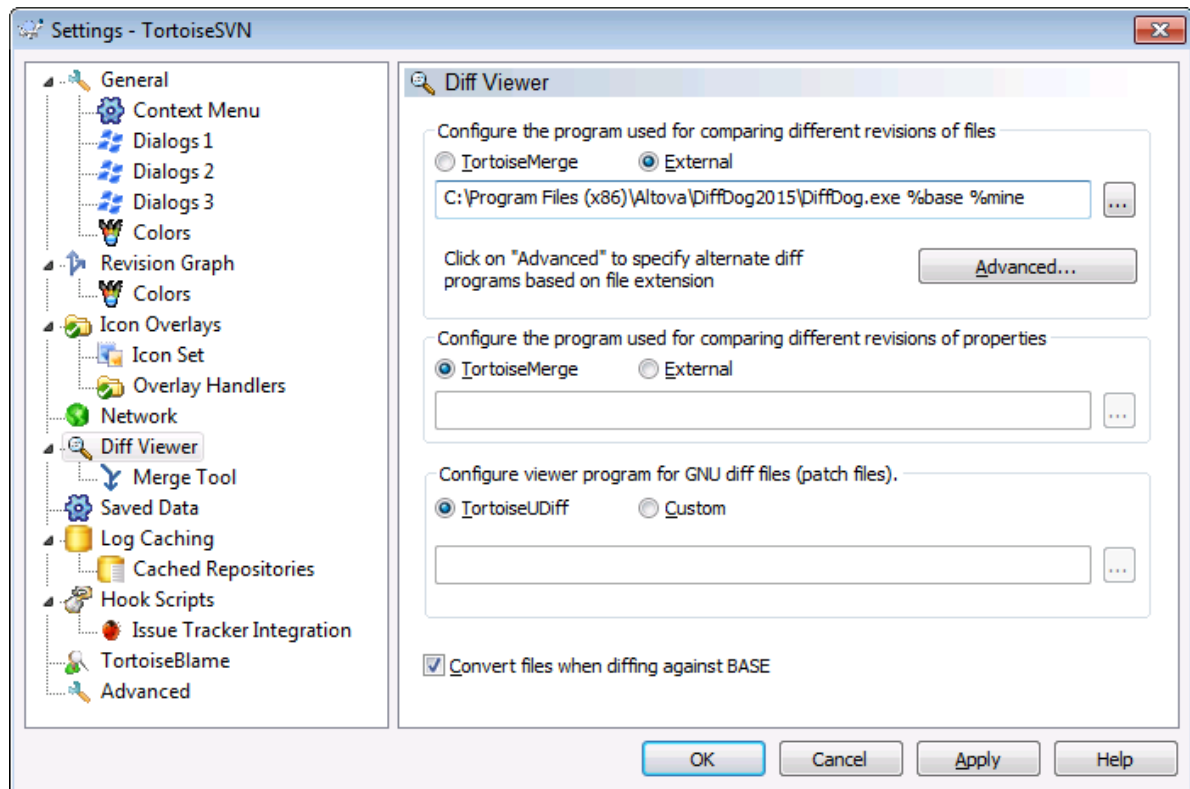 Settings - TortoiseSVN
General
Context Menu
Dialogs 1
Dialogs 2
Dialogs 3
Colors
Revision Graph
Colors
Icon Overlays
Icon Set
Overlay Handlers
Network
Diff Viewer
Merge Tool
Saved Data
Log Caching
Cached Repositories
Hook Scripts
Issue Tracker Integration
TortoiseBlame
Advanced
Diff Viewer
Configure the program used for comparing different revisions of files
TortoiseMerge External
C:\Program Files (x86)\Altova\DiffDog2015\DiffDog.exe %base %mine ...
Click on "Advanced" to specify alternate diff
programs based on file extension
Advanced...
Configure the program used for comparing different revisions of properties
TortoiseMerge External
...
Configure viewer program for GNU diff files (patch files).
TortoiseUDiff Custom
...
Convert files when diffing against BASE
OK Cancel Apply Help